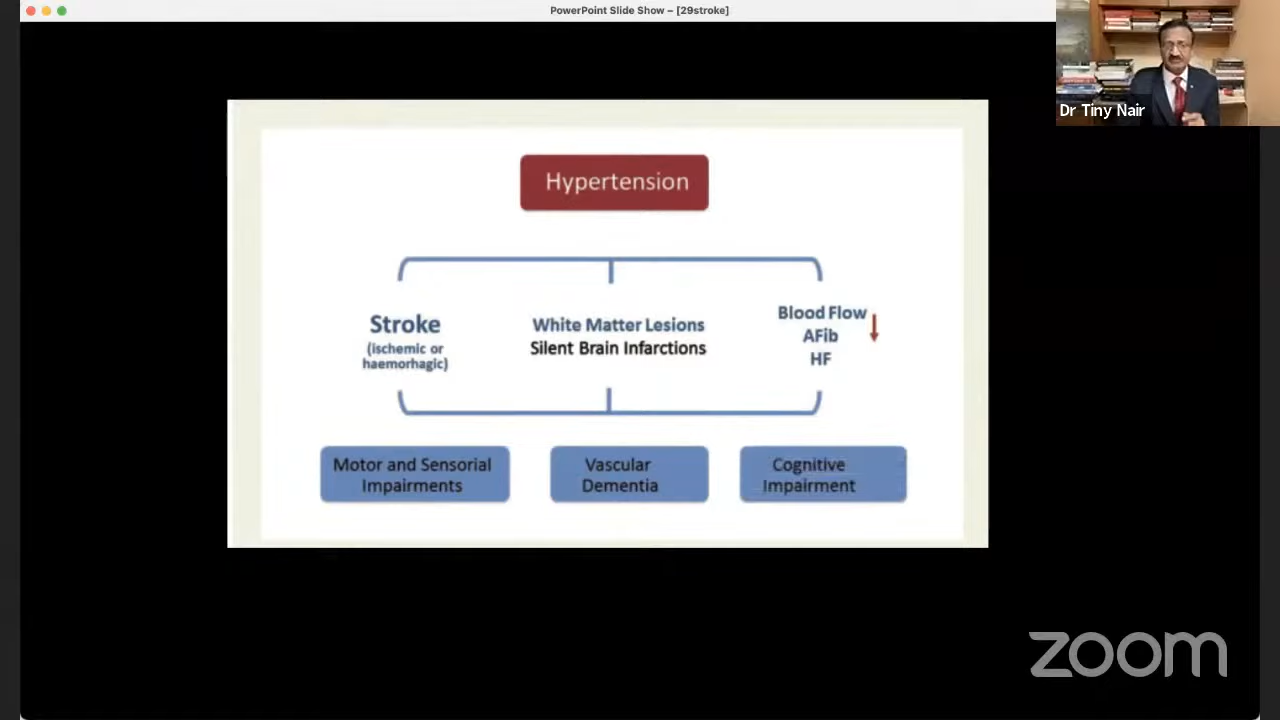 PowerPoint Slide Show – [29stroke]
Dr Tiny Nair
Hypertension
Stroke
(ischemic or
haemorhagic)
White Matter Lesions
Silent Brain Infarctions
Blood Flow
AFib
HF
Motor and Sensorial
Impairments
Vascular
Dementia
Cognitive
Impairment
zoom